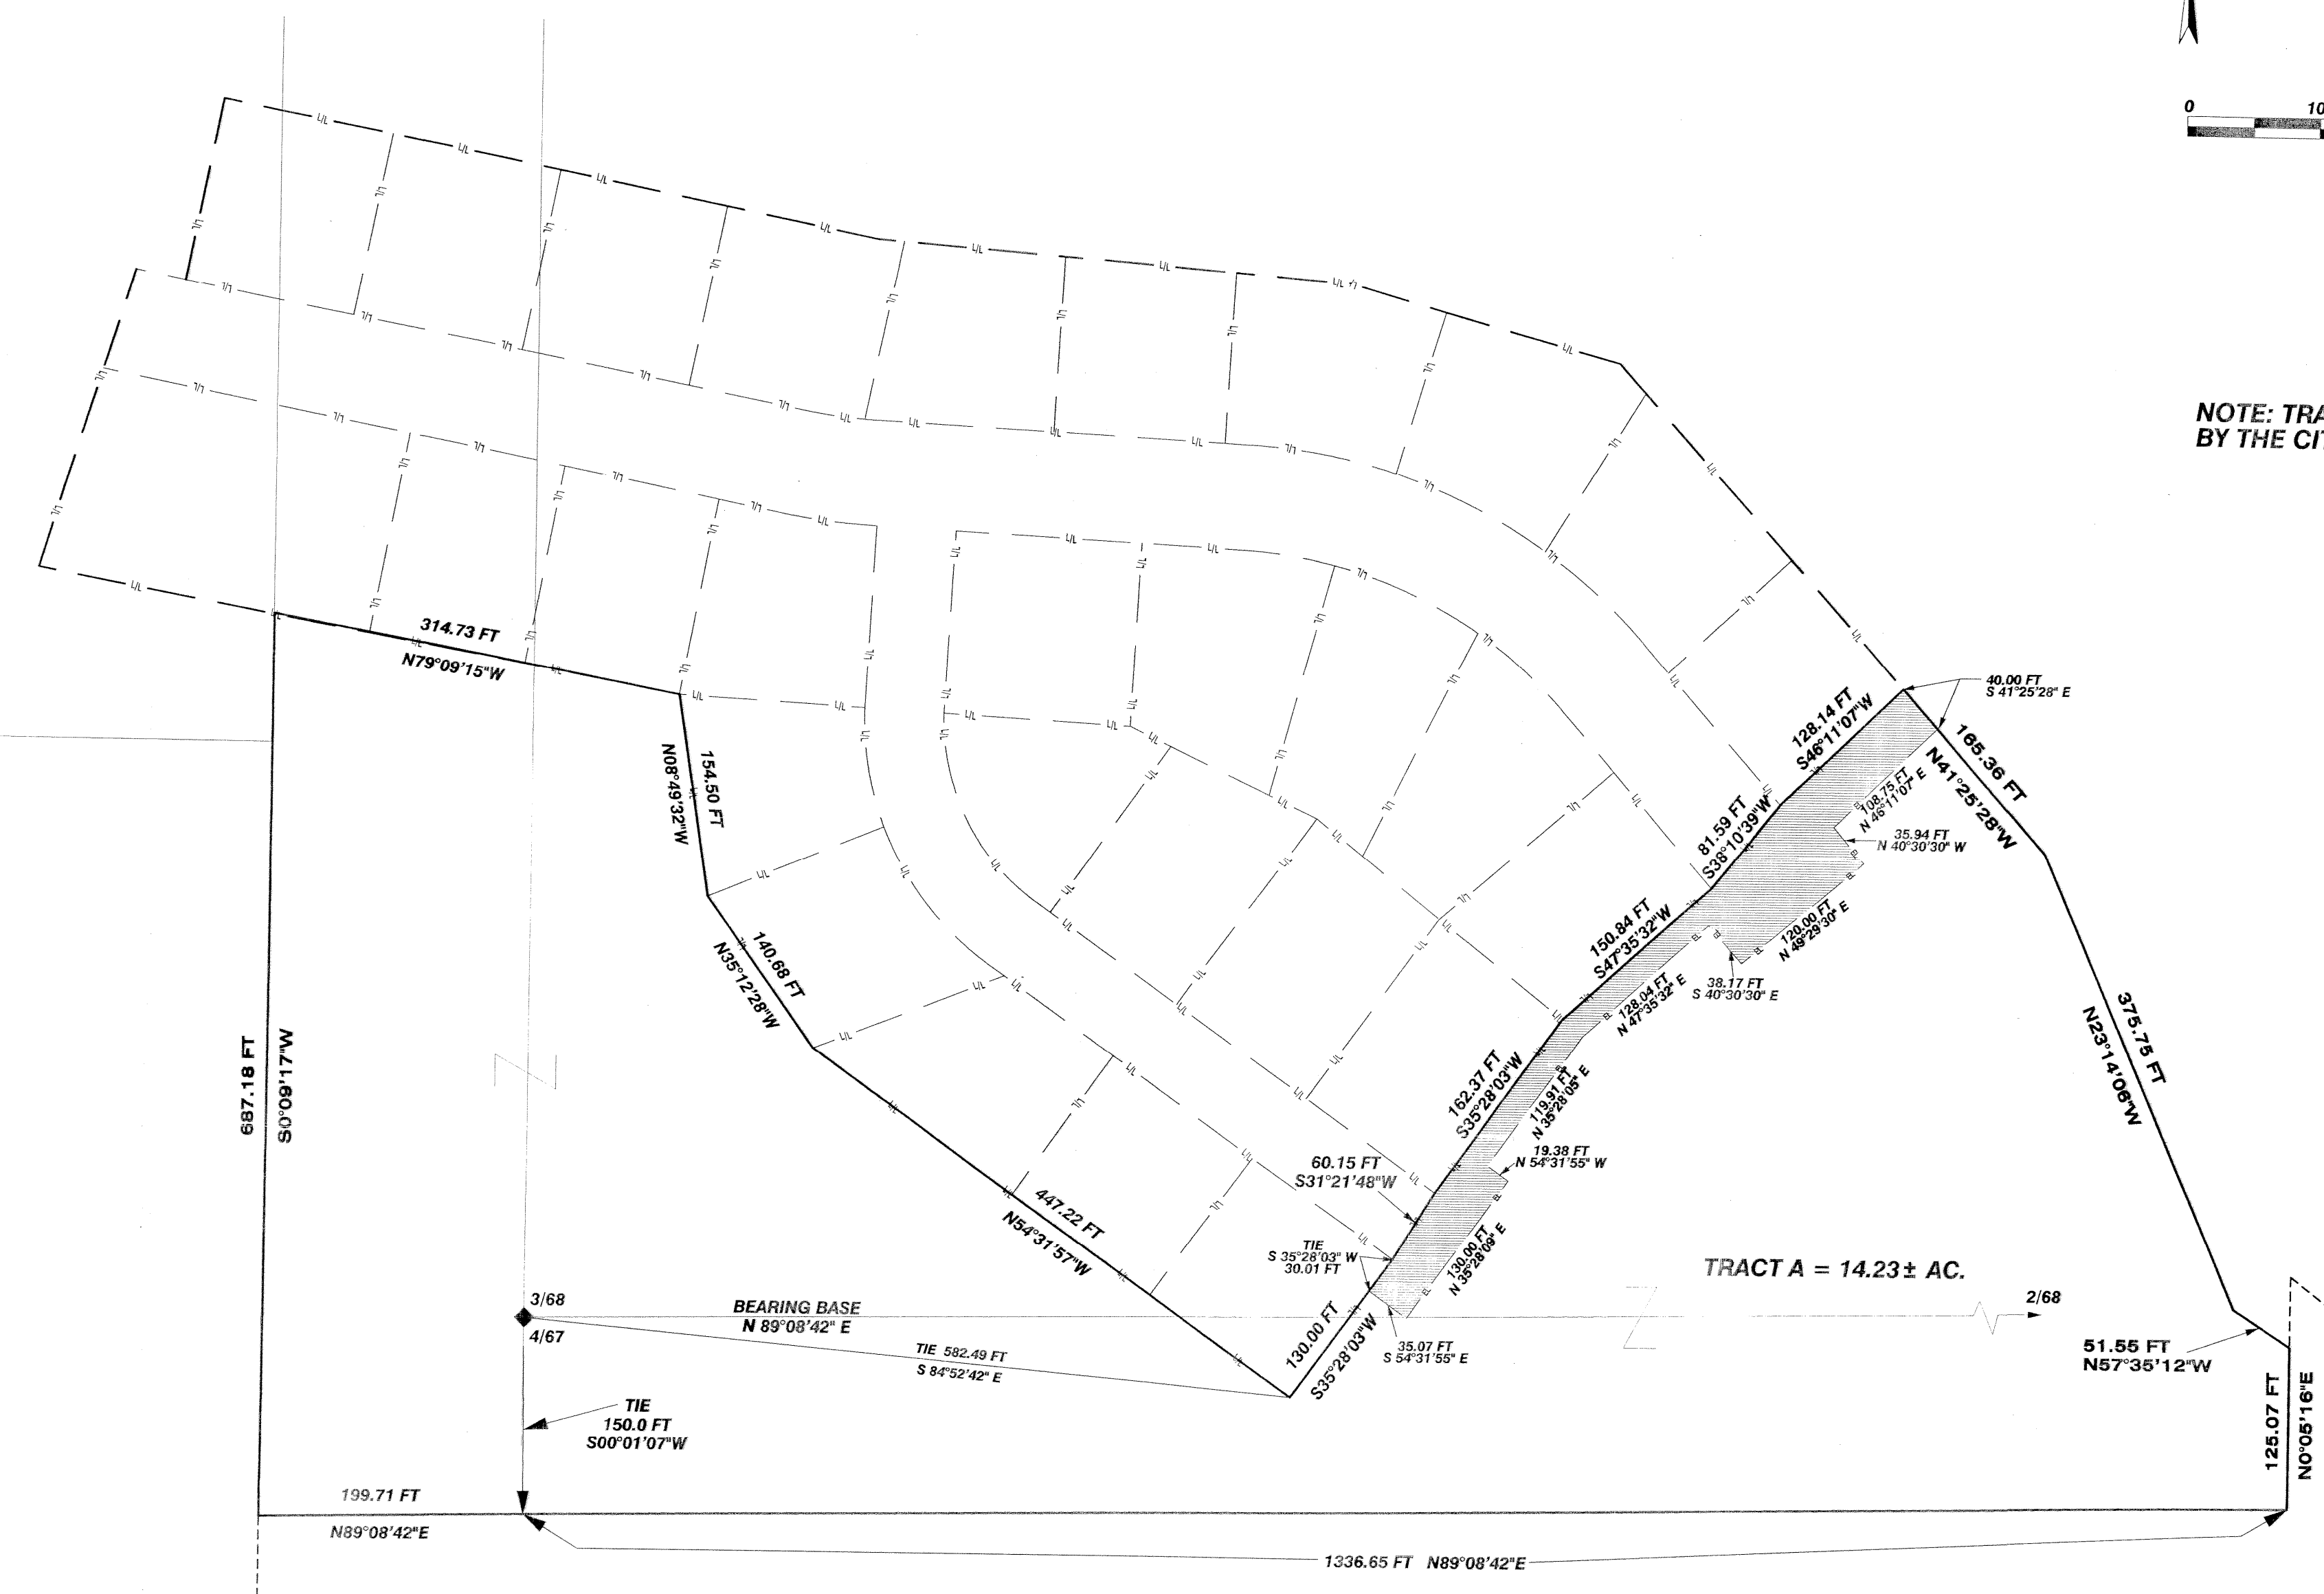 0
10
NOTE: TRA
BY THE CI
314.73 FT
N79°09'15"W
154.50 FT
N08°49'32"W
140.68 FT
N35°12'28"W
447.22 FT
N54°31'57"W
687.18 FT
S0°09'17"W
40.00 FT
S 41°25'28" E
128.14 FT
S46°11'07"W
165.36 FT
N41°25'28"W
108.75 FT
N 46°11'07" E
35.94 FT
N 40°30'30" W
81.59 FT
S38°10'39"W
120.00 FT
N 49°29'30" E
150.84 FT
S47°35'32"W
38.17 FT
S 40°30'30" E
128.04 FT
N 47°35'32" E
162.37 FT
S35°28'03"W
119.91 FT
N 35°28'05" E
19.38 FT
N 54°31'55" W
60.15 FT
S31°21'48"W
TIE
S 35°28'03" W
30.01 FT
130.00 FT
N 35°28'09" E
375.75 FT
N23°14'06"W
TRACT A = 14.23± AC.
2/68
3/68
4/67
BEARING BASE
N 89°08'42" E
TIE 582.49 FT
S 84°52'42" E
130.00 FT
S35°28'03"W
35.07 FT
S 54°31'55" E
51.55 FT
N57°35'12"W
125.07 FT
N0°05'16"E
TIE
150.0 FT
S00°01'07"W
199.71 FT
N89°08'42"E
1336.65 FT N89°08'42"E